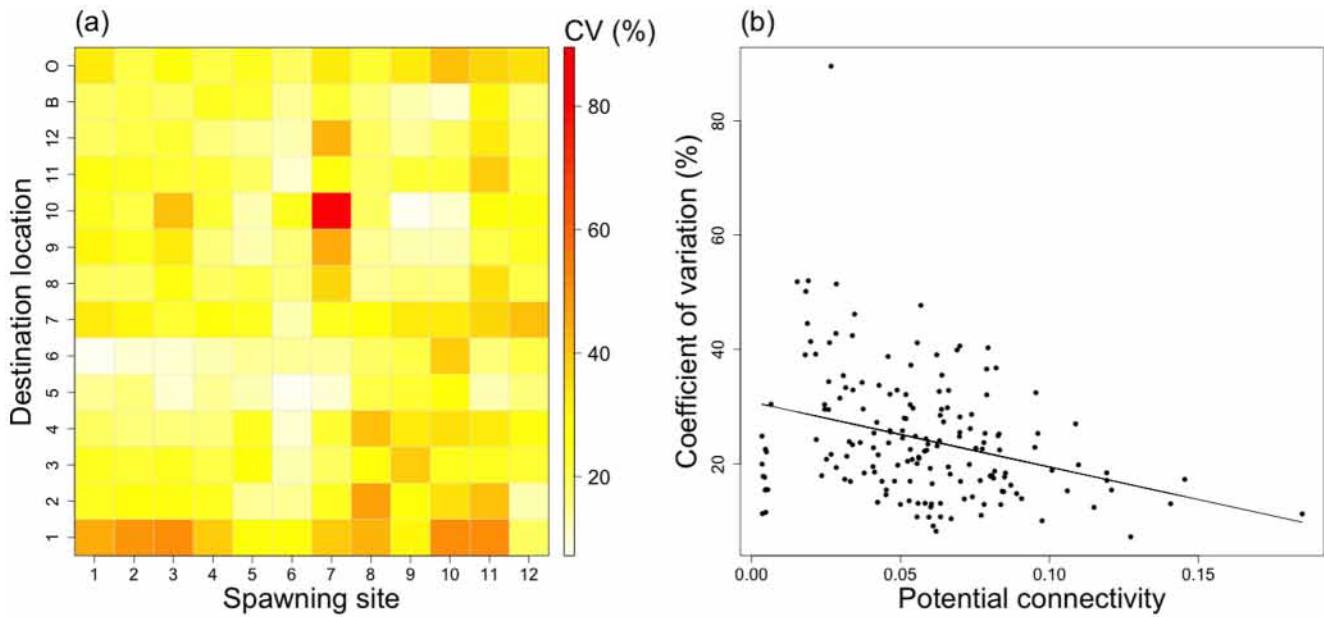 (a)
CV (%)
Destination location
O
B
12
11
10
9
8
7
6
5
4
3
2
1
1 2 3 4 5 6 7 8 9 10 11 12
Spawning site
80
60
40
20
(b)
Coefficient of variation (%)
80
60
40
20
0.00 0.05 0.10 0.15
Potential connectivity